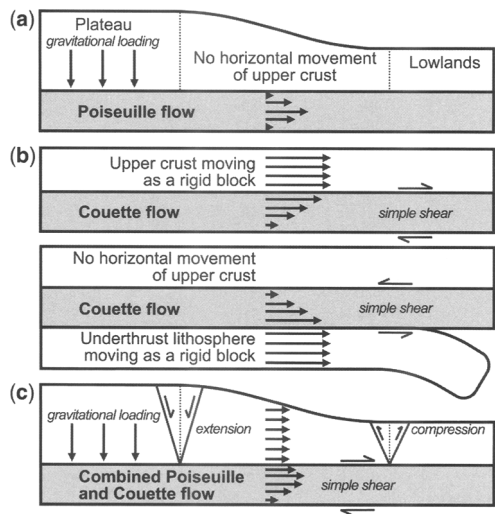 (a)
Plateau
gravitational loading
No horizontal movement
of upper crust
Lowlands
Poiseuille flow
(b)
Upper crust moving
as a rigid block
Couette flow
simple shear
No horizontal movement
of upper crust
Couette flow
simple shear
Underthrust lithosphere
moving as a rigid block
(c)
gravitational loading
extension
compression
Combined Poiseuille
and Couette flow
simple shear